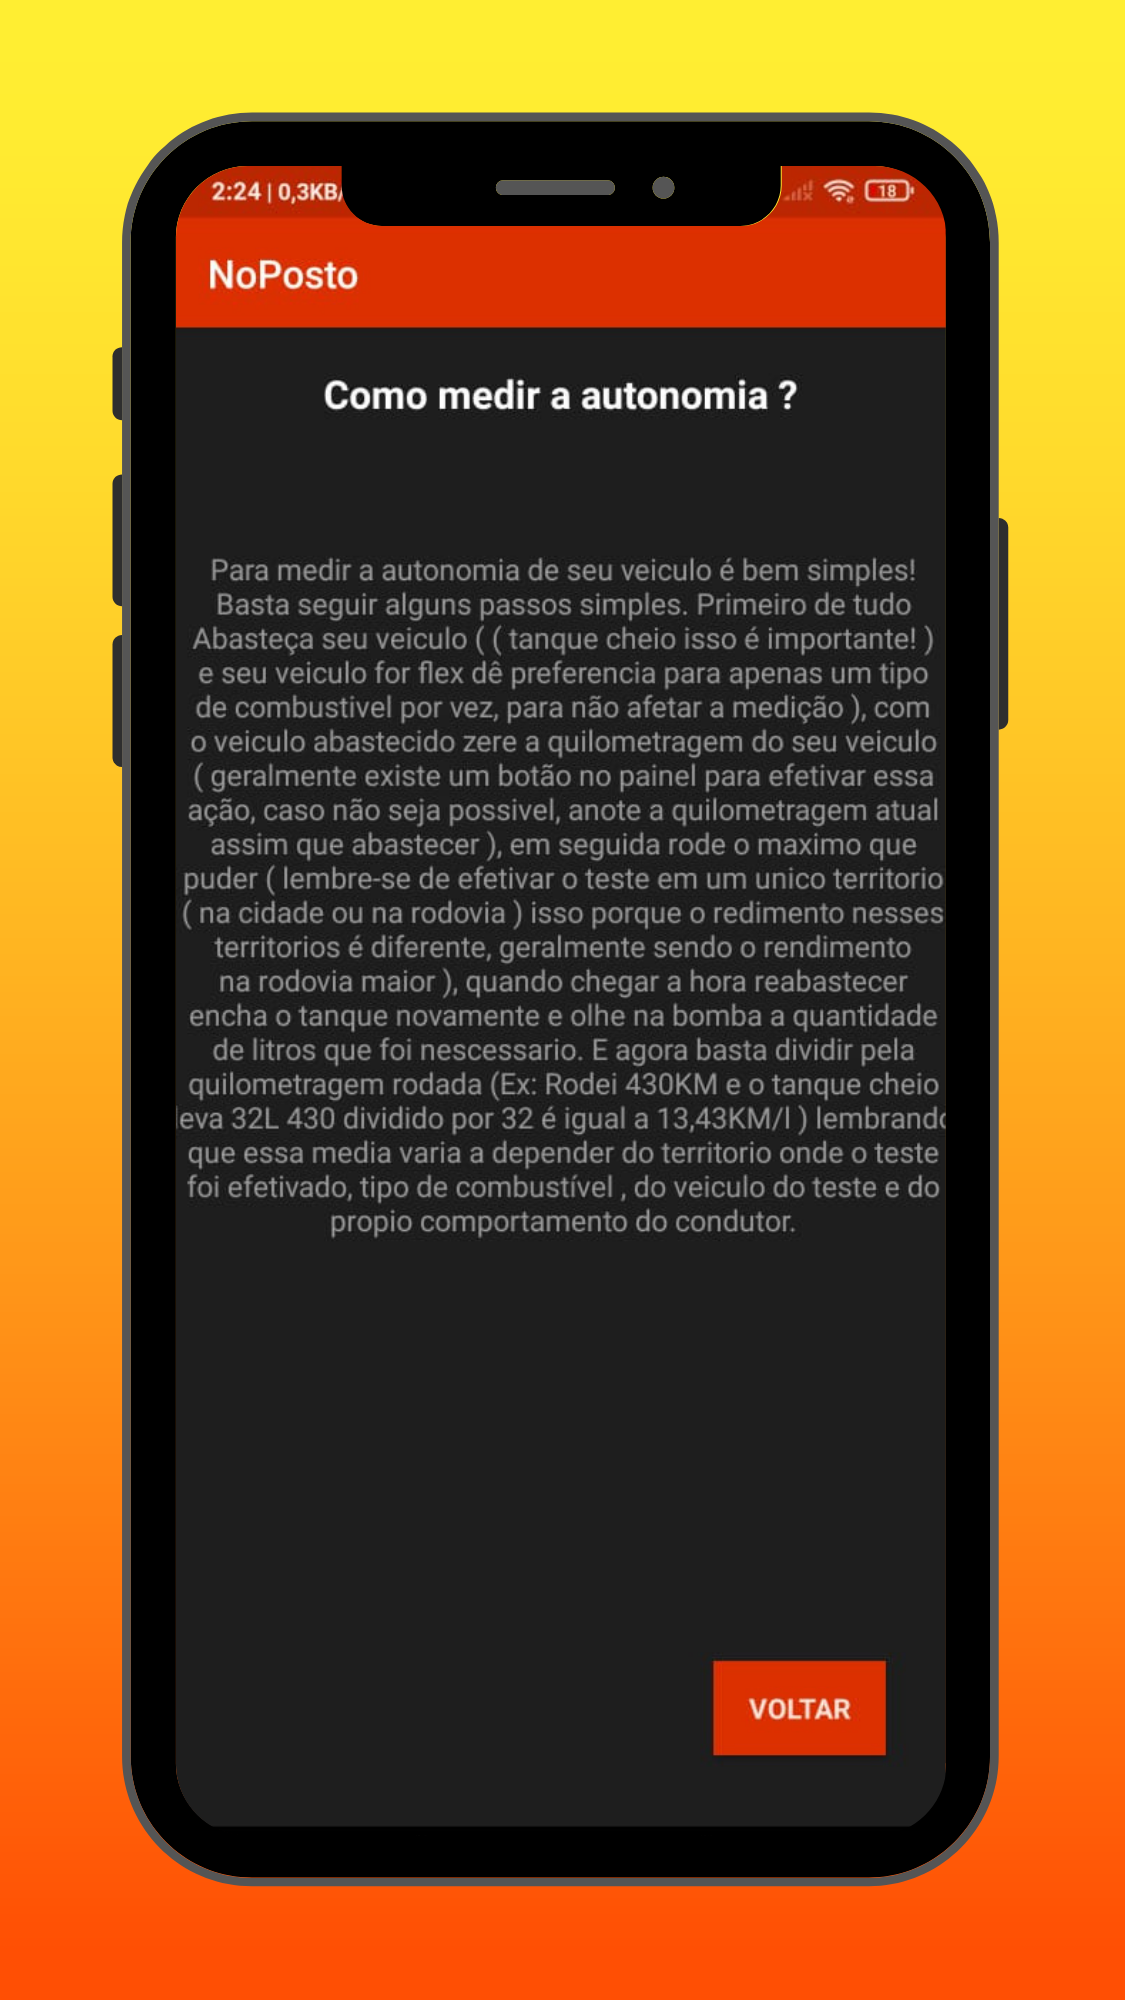 2:24 | 0,3KB/
18
NoPosto
Como medir a autonomia ?
Para medir a autonomia de seu veiculo é bem simples!
Basta seguir alguns passos simples. Primeiro de tudo
Abasteça seu veiculo ( ( tanque cheio isso é importante! )
e seu veiculo for flex dê preferencia para apenas um tipo
de combustivel por vez, para não afetar a medição ), com
o veiculo abastecido zere a quilometragem do seu veiculo
( geralmente existe um botão no painel para efetivar essa
ação, caso não seja possivel, anote a quilometragem atual
assim que abastecer ), em seguida rode o maximo que
puder ( lembre-se de efetivar o teste em um unico territorio
( na cidade ou na rodovia ) isso porque o redimento nesses
territorios é diferente, geralmente sendo o rendimento
na rodovia maior ), quando chegar a hora reabastecer
encha o tanque novamente e olhe na bomba a quantidade
de litros que foi nescessario. E agora basta dividir pela
quilometragem rodada (Ex: Rodei 430KM e o tanque cheio
leva 32L 430 dividido por 32 é igual a 13,43KM/l ) lembrando
que essa media varia a depender do territorio onde o teste
foi efetivado, tipo de combustível , do veiculo do teste e do
propio comportamento do condutor.
VOLTAR